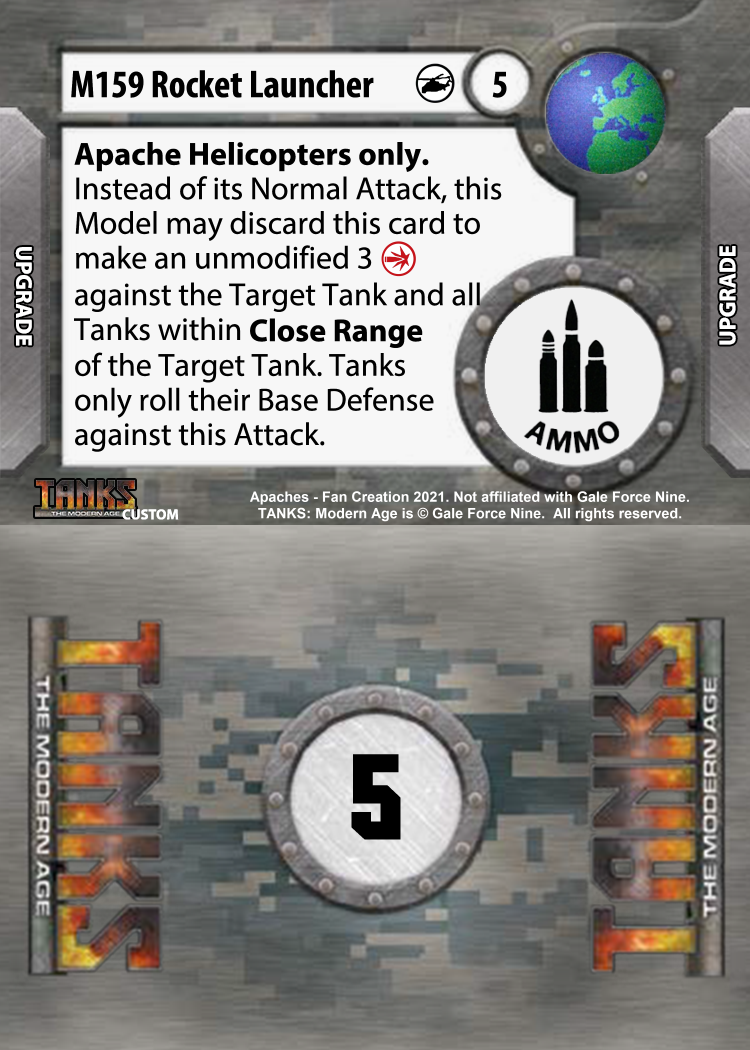 M159 Rocket Launcher 5
Apache Helicopters only.
Instead of its Normal Attack, this
Model may discard this card to
make an unmodified 3
against the Target Tank and all
Tanks within Close Range
of the Target Tank. Tanks
only roll their Base Defense
against this Attack.
UPGRADE
UPGRADE
AMMO
TANKS
THE MODERN AGE
CUSTOM
Apaches - Fan Creation 2021. Not affiliated with Gale Force Nine.
TANKS: Modern Age is © Gale Force Nine.  All rights reserved.
TANKS
THE MODERN AGE
5
TANKS
THE MODERN AGE